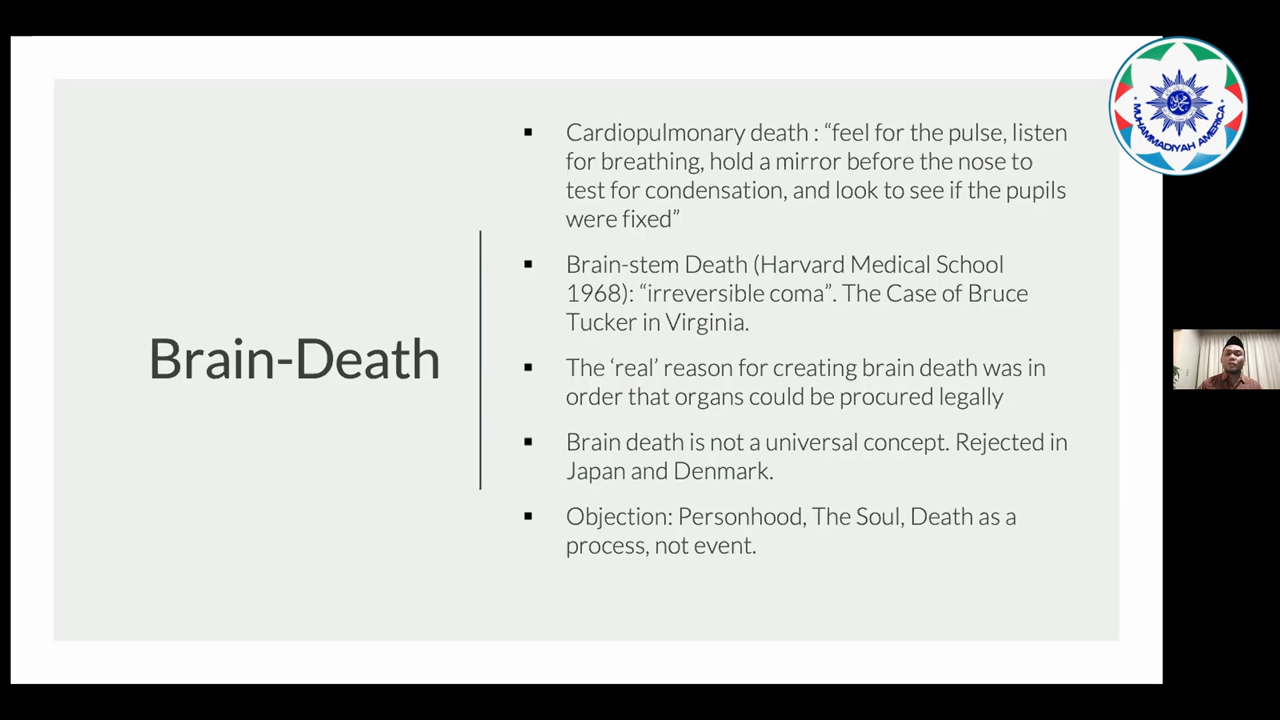 Brain-Death
▪ Cardiopulmonary death : “feel for the pulse, listen
for breathing, hold a mirror before the nose to
test for condensation, and look to see if the pupils
were fixed”
▪ Brain-stem Death (Harvard Medical School
1968): “irreversible coma”. The Case of Bruce
Tucker in Virginia.
▪ The ‘real’ reason for creating brain death was in
order that organs could be procured legally
▪ Brain death is not a universal concept. Rejected in
Japan and Denmark.
▪ Objection: Personhood, The Soul, Death as a
process, not event.
MUHAMMADIYAH AMERICA